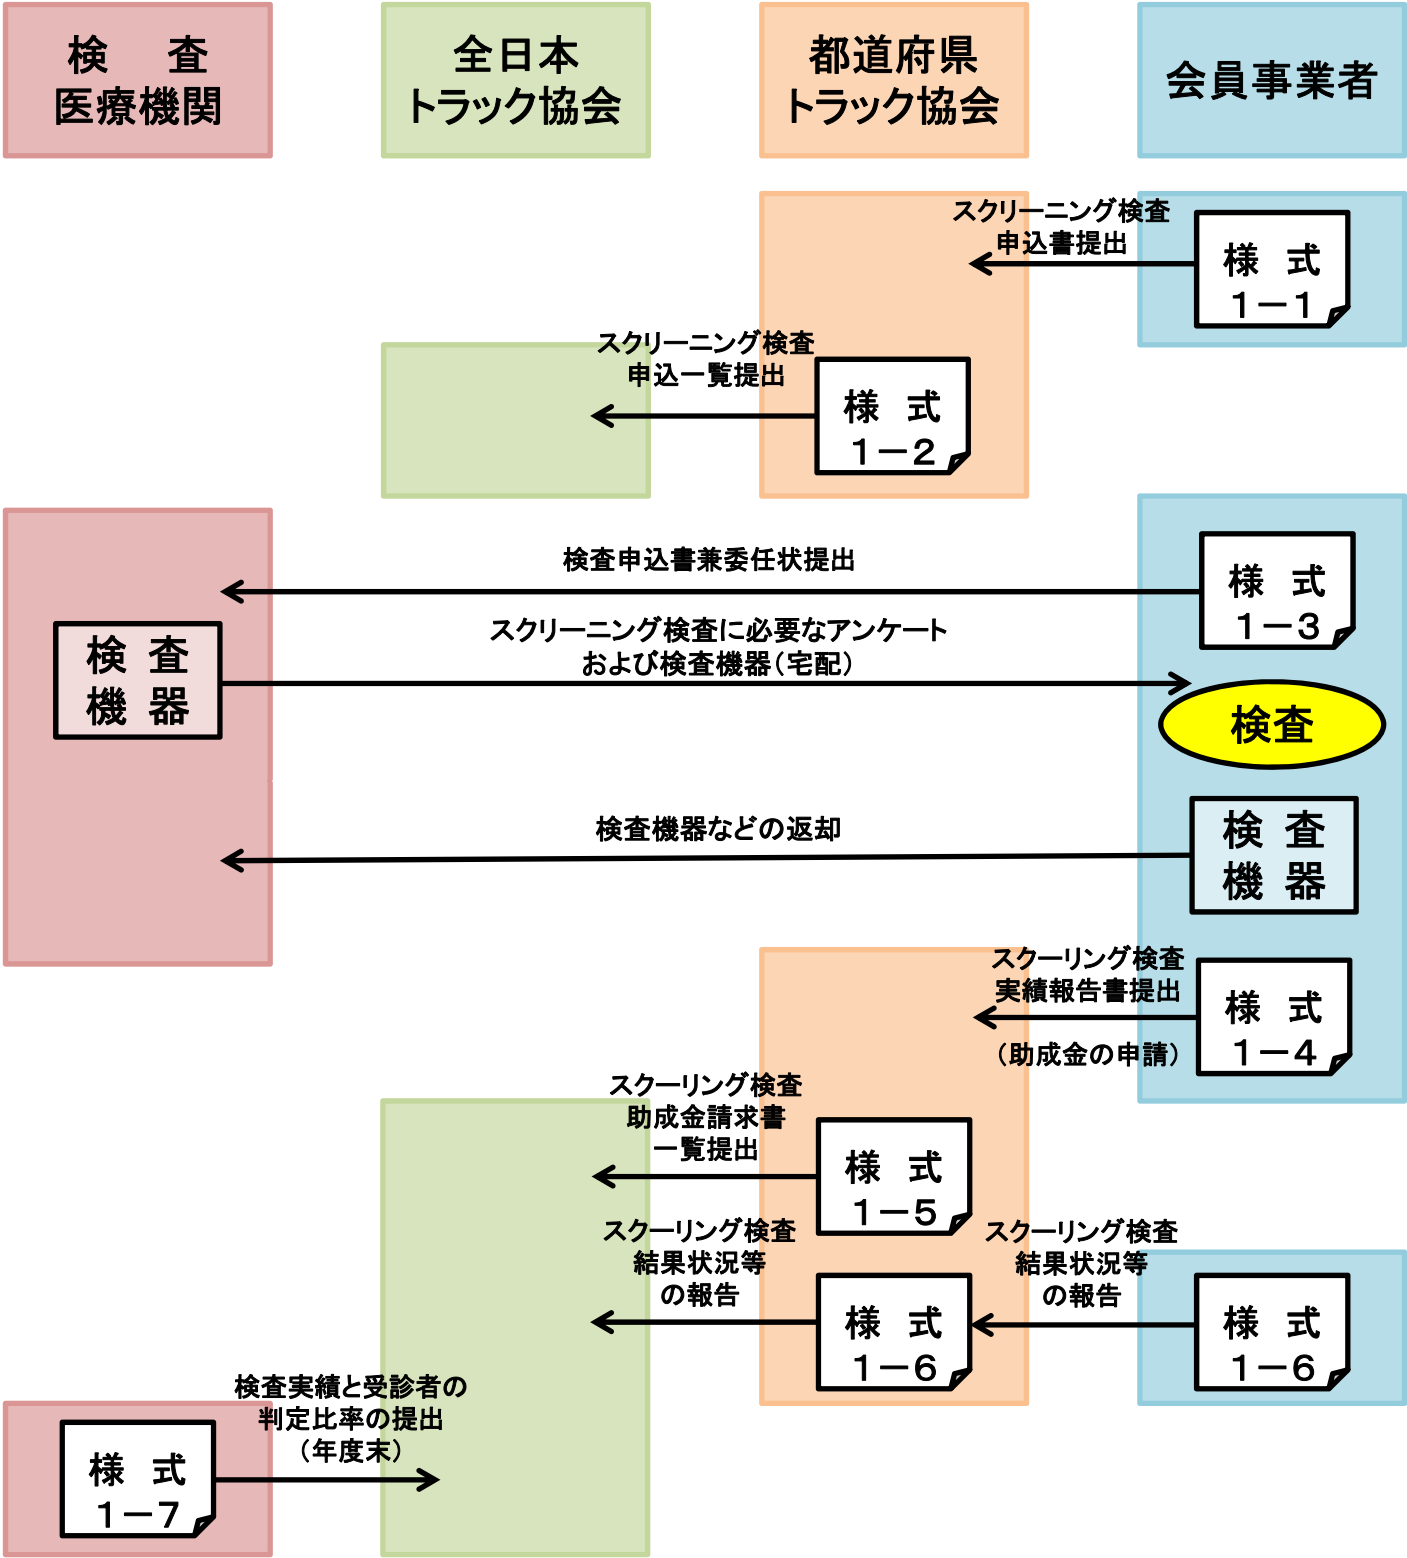 検　査
医療機関
全日本
トラック協会
都道府県
トラック協会
会員事業者
スクリーニング検査
申込書提出
様　式
１－１
スクリーニング検査
申込一覧提出
様　式
１－２
検査申込書兼委任状提出
様　式
１－３
検　査
機　器
スクリーニング検査に必要なアンケート
および検査機器（宅配）
検査
検査機器などの返却
検　査
機　器
スクーリング検査
実績報告書提出
（助成金の申請）
様　式
１－４
スクーリング検査
助成金請求書
一覧提出
様　式
１－５
スクーリング検査
結果状況等
の報告
様　式
１－６
スクーリング検査
結果状況等
の報告
様　式
１－６
検査実績と受診者の
判定比率の提出
（年度末）
様　式
１－７